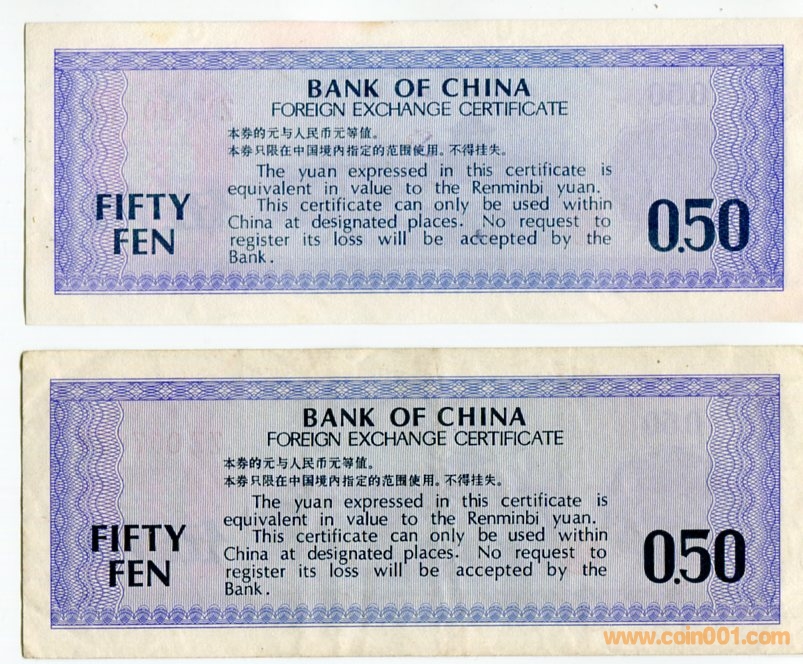 BANK OF CHINA
FOREIGN EXCHANGE CERTIFICATE
本券的元与人民币元等值。
本券只限在中国境内指定的范围使用。不得挂失。
The yuan expressed in this certificate is
equivalent in value to the Renminbi yuan.
This certificate can only be used within
China at designated places. No request to
register its loss will be accepted by the
Bank.
FIFTY
FEN
0.50
BANK OF CHINA
FOREIGN EXCHANGE CERTIFICATE
本券的元与人民币元等值。
本券只限在中国境内指定的范围使用。不得挂失。
The yuan expressed in this certificate is
equivalent in value to the Renminbi yuan.
This certificate can only be used within
China at designated places. No request to
register its loss will be accepted by the
Bank.
FIFTY
FEN
0.50
www.coin001.com